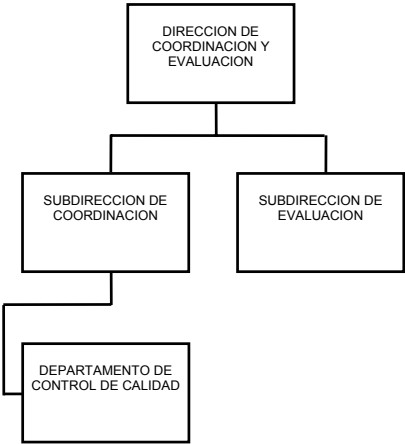 DIRECCION DE
COORDINACION Y
EVALUACION
SUBDIRECCION DE
COORDINACION
SUBDIRECCION DE
EVALUACION
DEPARTAMENTO DE
CONTROL DE CALIDAD